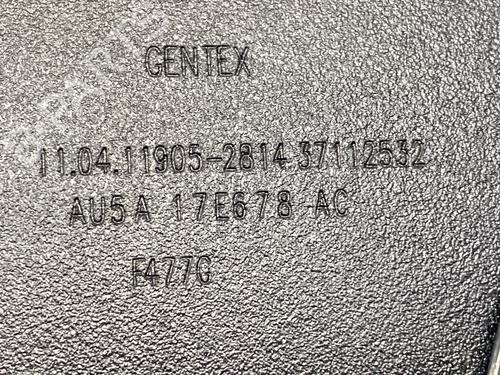 GENTEX
11.04.11905-2814.37112532
AU5A 17E678 AC
F477G